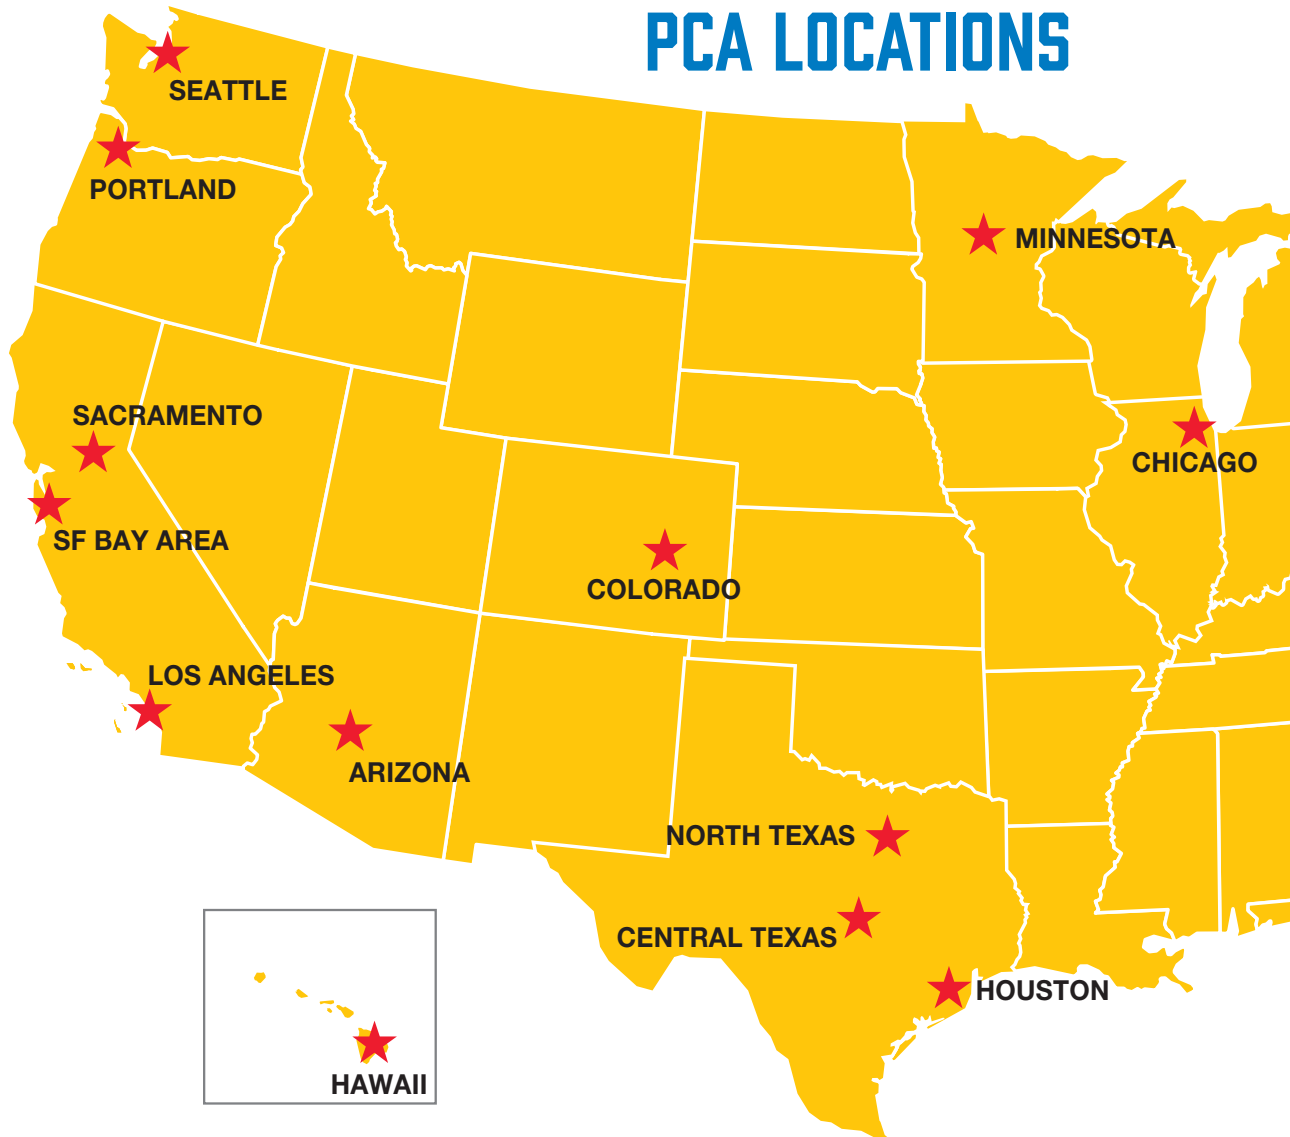 PCA LOCATIONS
SEATTLE
PORTLAND
MINNESOTA
SACRAMENTO
CHICAGO
SF BAY AREA
COLORADO
LOS ANGELES
ARIZONA
NORTH TEXAS
CENTRAL TEXAS
HOUSTON
HAWAII